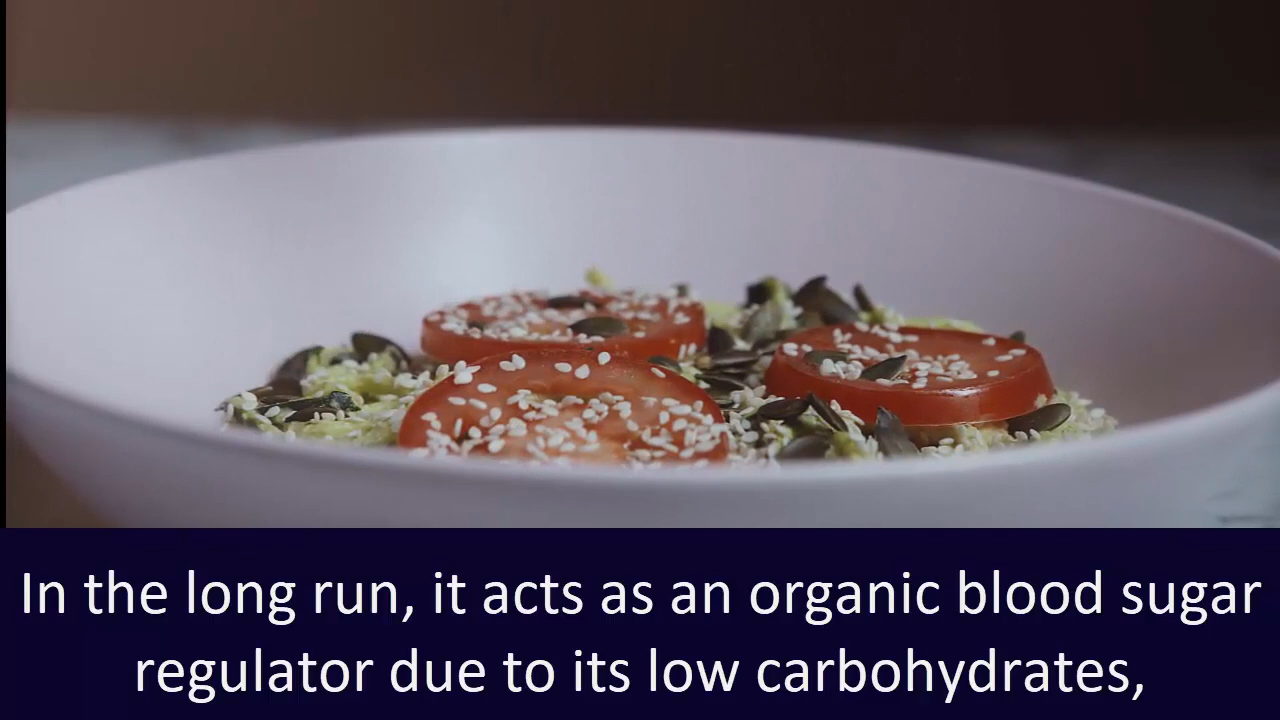 In the long run, it acts as an organic blood sugar
regulator due to its low carbohydrates,